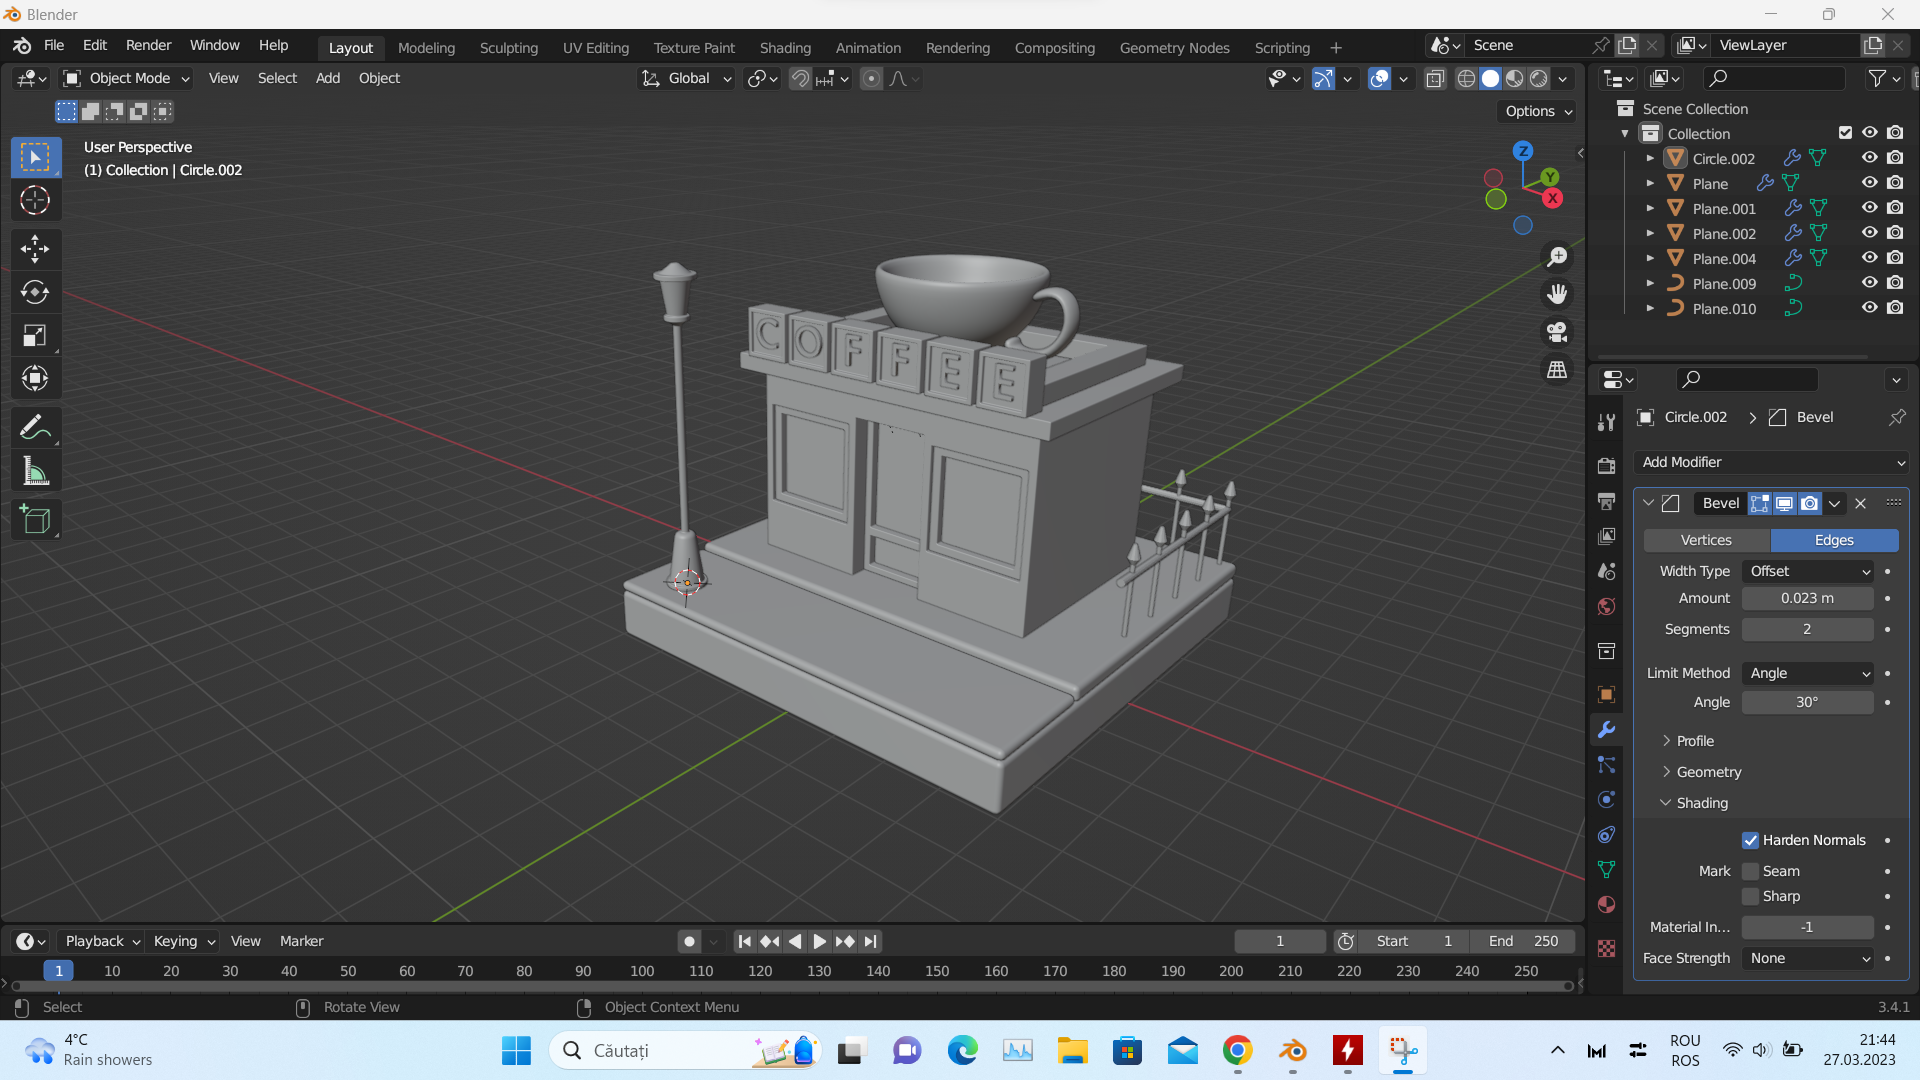 Blender
File Edit Render Window Help
Layout Modeling Sculpting UV Editing Texture Paint Shading Animation Rendering Compositing Geometry Nodes Scripting +
Scene
ViewLayer
Object Mode View Select Add Object
Global
Options
User Perspective
(1) Collection | Circle.002
Z
Y
X
COFFEE
Scene Collection
Collection
Circle.002
Plane
Plane.001
Plane.002
Plane.004
Plane.009
Plane.010
Circle.002 > Bevel
Add Modifier
Bevel
Vertices Edges
Width Type Offset
Amount 0.023 m
Segments 2
Limit Method Angle
Angle 30°
Profile
Geometry
Shading
Harden Normals
Mark Seam
Sharp
Material In... -1
Face Strength None
Playback Keying View Marker
1 Start 1 End 250
1 10 20 30 40 50 60 70 80 90 100 110 120 130 140 150 160 170 180 190 200 210 220 230 240 250
Select Rotate View Object Context Menu 3.4.1
4°C
Rain showers
Căutați
ROU
ROS
21:44
27.03.2023